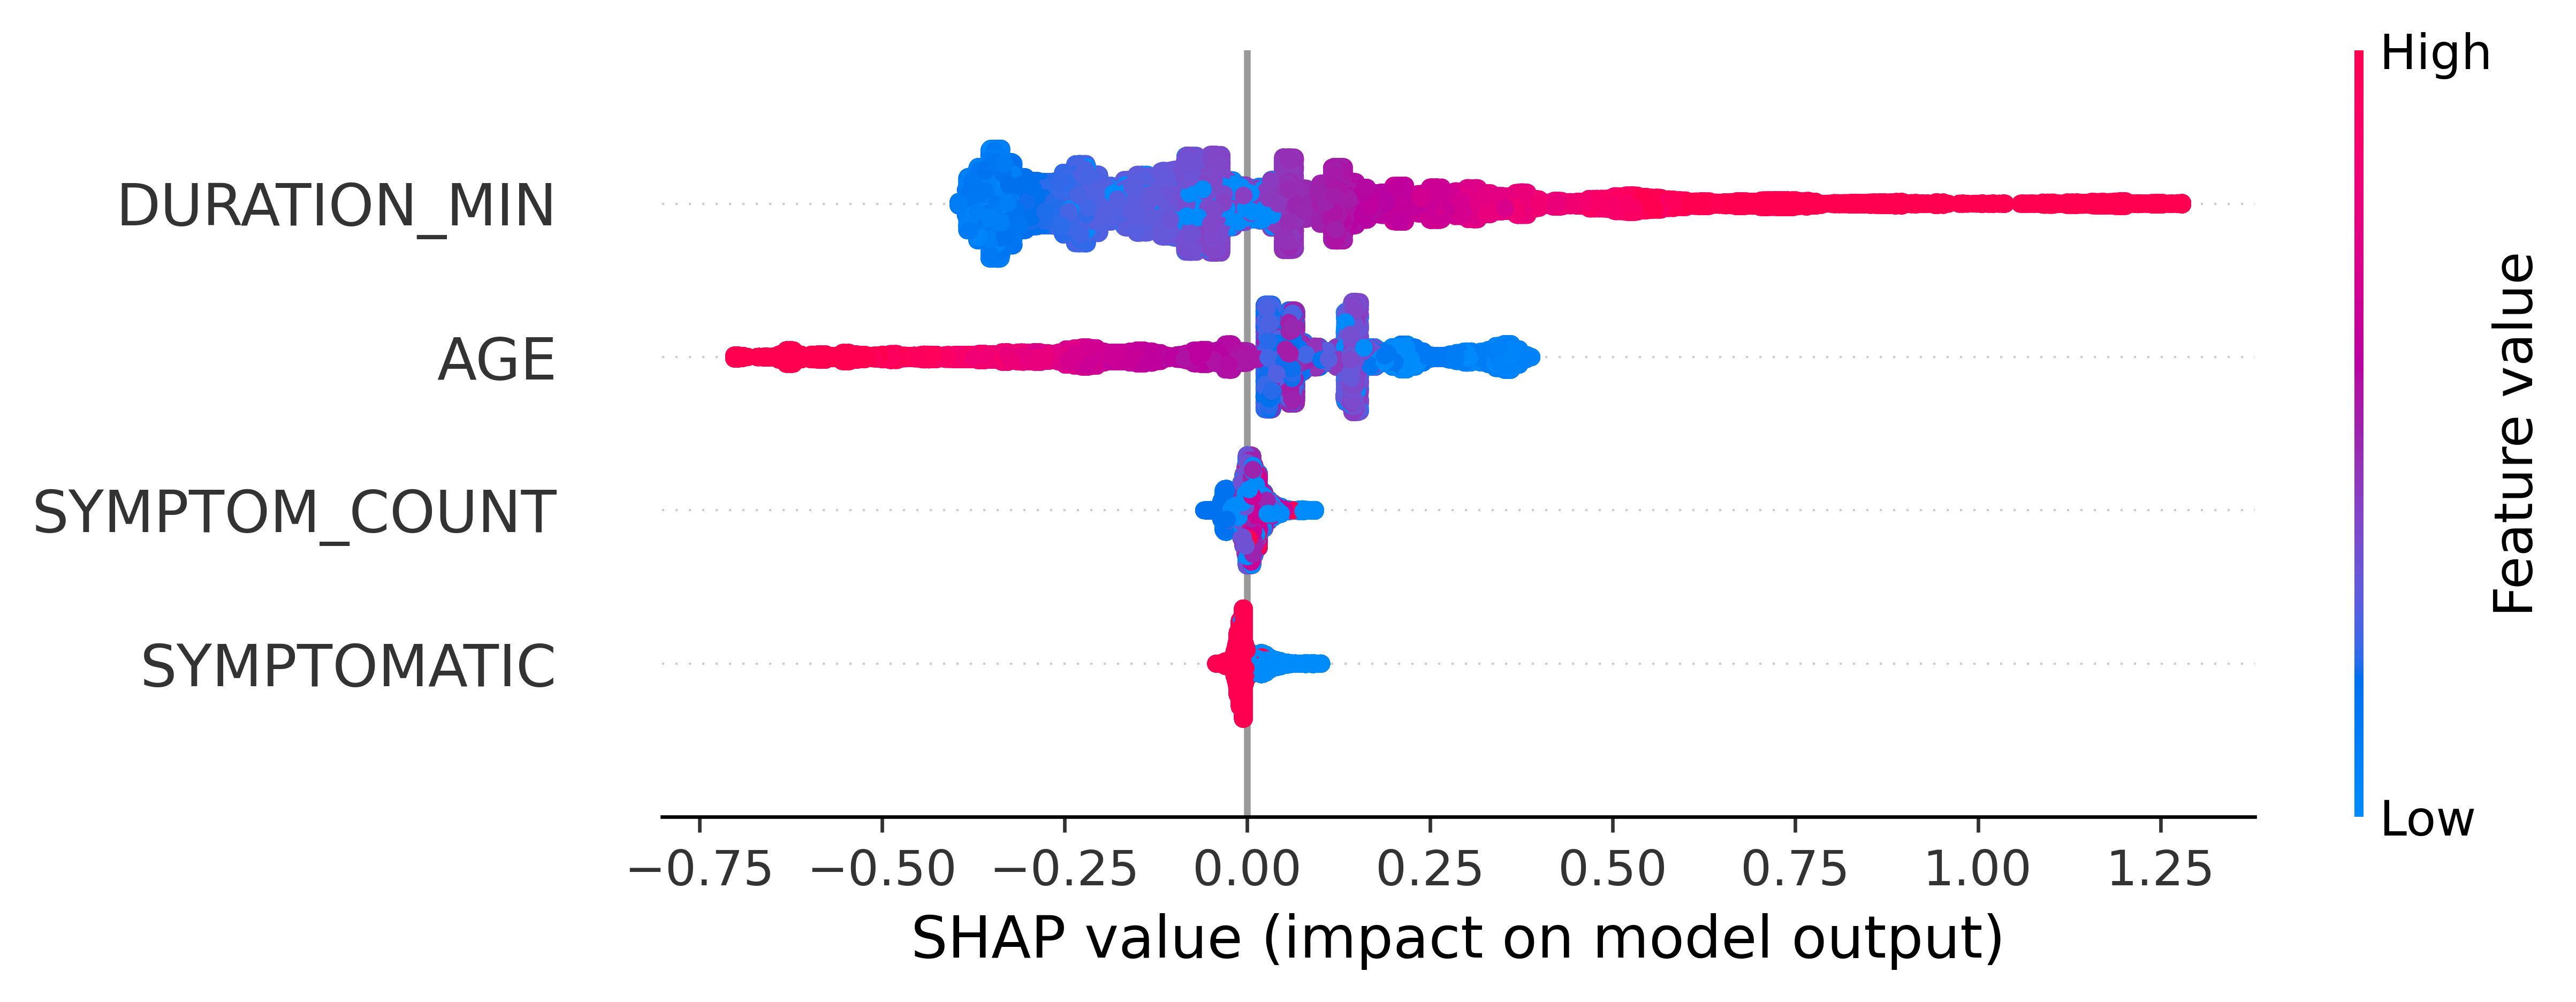 High
DURATION_MIN
AGE
SYMPTOM_COUNT
SYMPTOMATIC
Feature value
Low
−0.75 −0.50 −0.25 0.00 0.25 0.50 0.75 1.00 1.25
SHAP value (impact on model output)